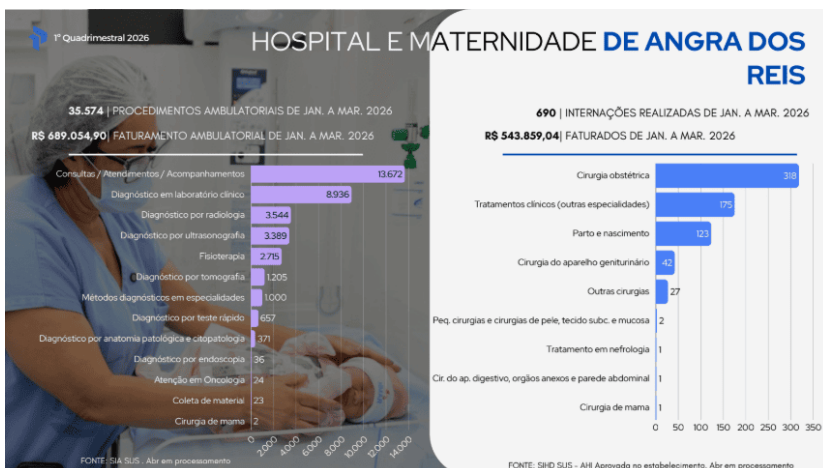 1º Quadrimestral 2026
HOSPITAL E MATERNIDADE DE ANGRA DOS
REIS
35.574 | PROCEDIMENTOS AMBULATORIAIS DE JAN. A MAR. 2026
R$ 689.054,90| FATURAMENTO AMBULATORIAL DE JAN. A MAR. 2026
Consultas / Atendimentos / Acompanhamentos 13.672
Diagnóstico em laboratório clínico 8.936
Diagnóstico por radiologia 3.544
Diagnóstico por ultrasonografia 3.389
Fisioterapia 2.715
Diagnóstico por tomografia 1.205
Métodos diagnósticos em especialidades 1.000
Diagnóstico por teste rápido 657
Diagnóstico por anatomia patológica e citopatologia 371
Diagnóstico por endoscopia 36
Atenção em Oncologia 24
Coleta de material 23
Cirurgia de mama 2
0 2.000 4.000 6.000 8.000 10.000 12.000 14.000
FONTE: SIA SUS . Abr em processamento
690 | INTERNAÇÕES REALIZADAS DE JAN. A MAR. 2026
R$ 543.859,04| FATURADOS DE JAN. A MAR. 2026
Cirurgia obstétrica 318
Tratamentos clínicos (outras especialidades) 175
Parto e nascimento 123
Cirurgia do aparelho geniturinário 42
Outras cirurgias 27
Peq. cirurgias e cirurgias de pele, tecido subc. e mucosa 2
Tratamento em nefrologia 1
Cir. do ap. digestivo, orgãos anexos e parede abdominal 1
Cirurgia de mama 1
0 50 100 150 200 250 300 350
FONTE: SIHD SUS - AHI Aprovada no estabelecimento. Abr em processamento